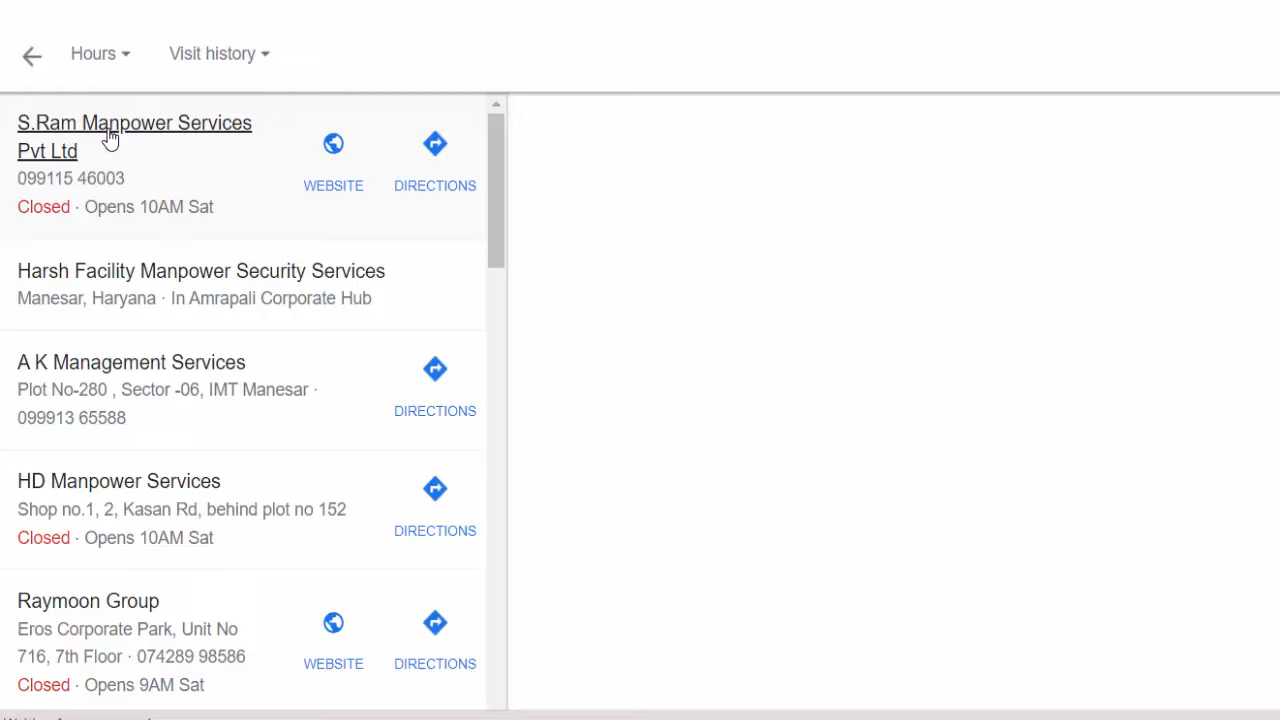 Hours
Visit history
S.Ram Manpower Services
Pvt Ltd
099115 46003
Closed · Opens 10AM Sat
WEBSITE
DIRECTIONS
Harsh Facility Manpower Security Services
Manesar, Haryana · In Amrapali Corporate Hub
A K Management Services
Plot No-280 , Sector -06, IMT Manesar ·
099913 65588
DIRECTIONS
HD Manpower Services
Shop no.1, 2, Kasan Rd, behind plot no 152
Closed · Opens 10AM Sat
DIRECTIONS
Raymoon Group
Eros Corporate Park, Unit No
716, 7th Floor · 074289 98586
Closed · Opens 9AM Sat
WEBSITE
DIRECTIONS